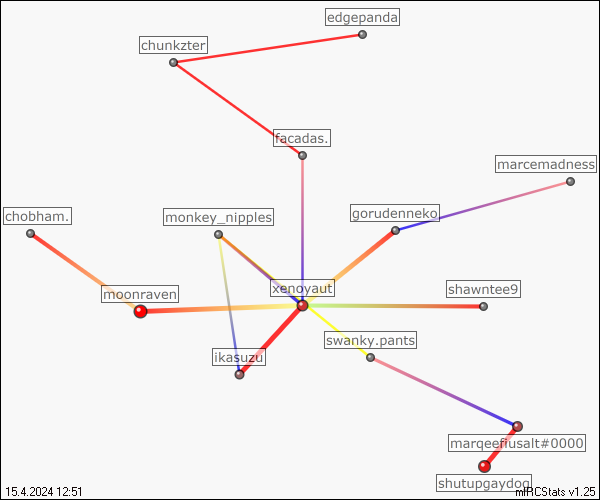 edgepanda
chunkzter
facadas.
marcemadness
chobham.
monkey_nipples
gorudenneko
moonraven
xenoyaut
shawntee9
swanky.pants
ikasuzu
marqeefiusalt#0000
shutupgaydog
15.4.2024 12:51
mIRCStats v1.25